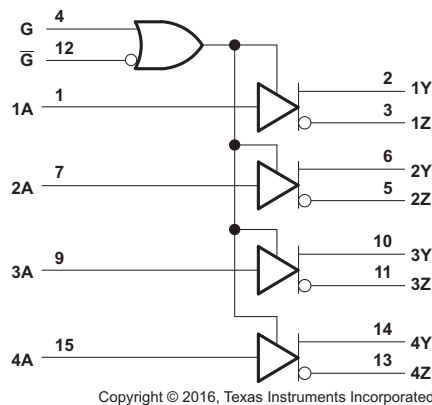 G 4
G̅ 12
1A 1
2 1Y
3 1Z
2A 7
6 2Y
5 2Z
3A 9
10 3Y
11 3Z
4A 15
14 4Y
13 4Z
Copyright © 2016, Texas Instruments Incorporated